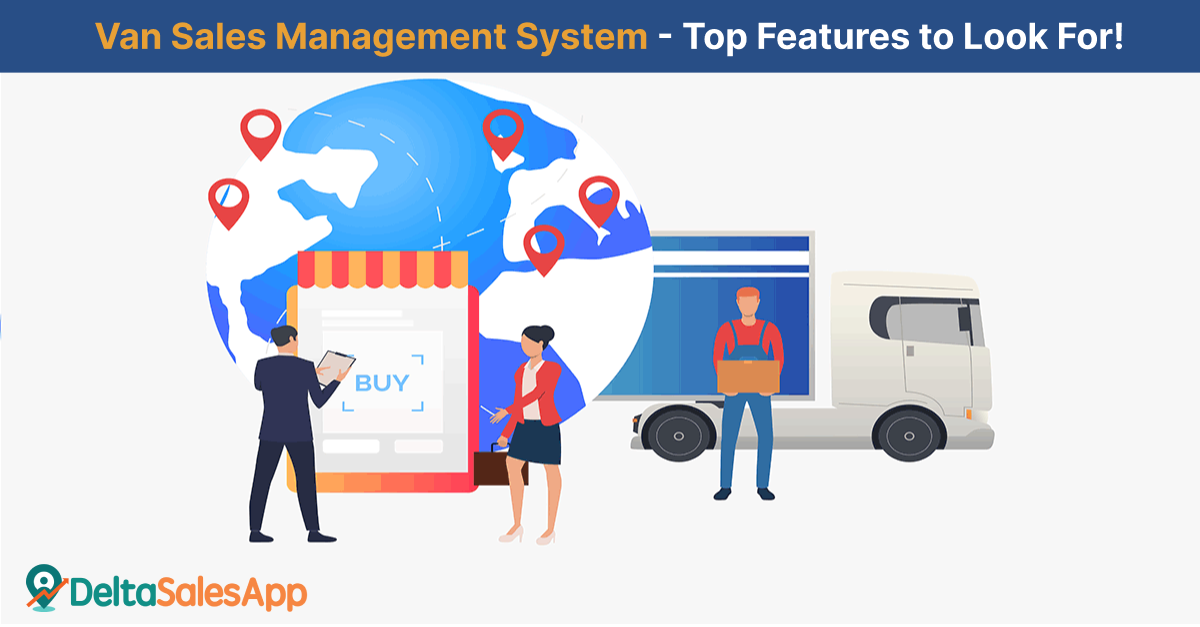 Van Sales Management System - Top Features to Look For!
BUY
DeltaSalesApp